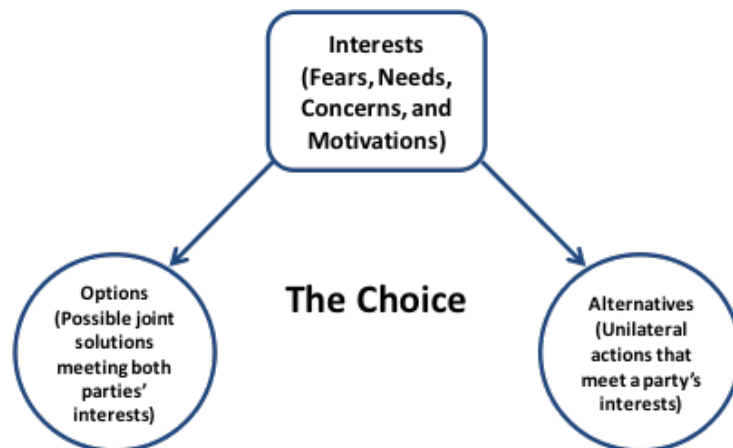 Interests
(Fears, Needs,
Concerns, and
Motivations)
The Choice
Options
(Possible joint
solutions
meeting both
parties’
interests)
Alternatives
(Unilateral
actions that
meet a party’s
interests)